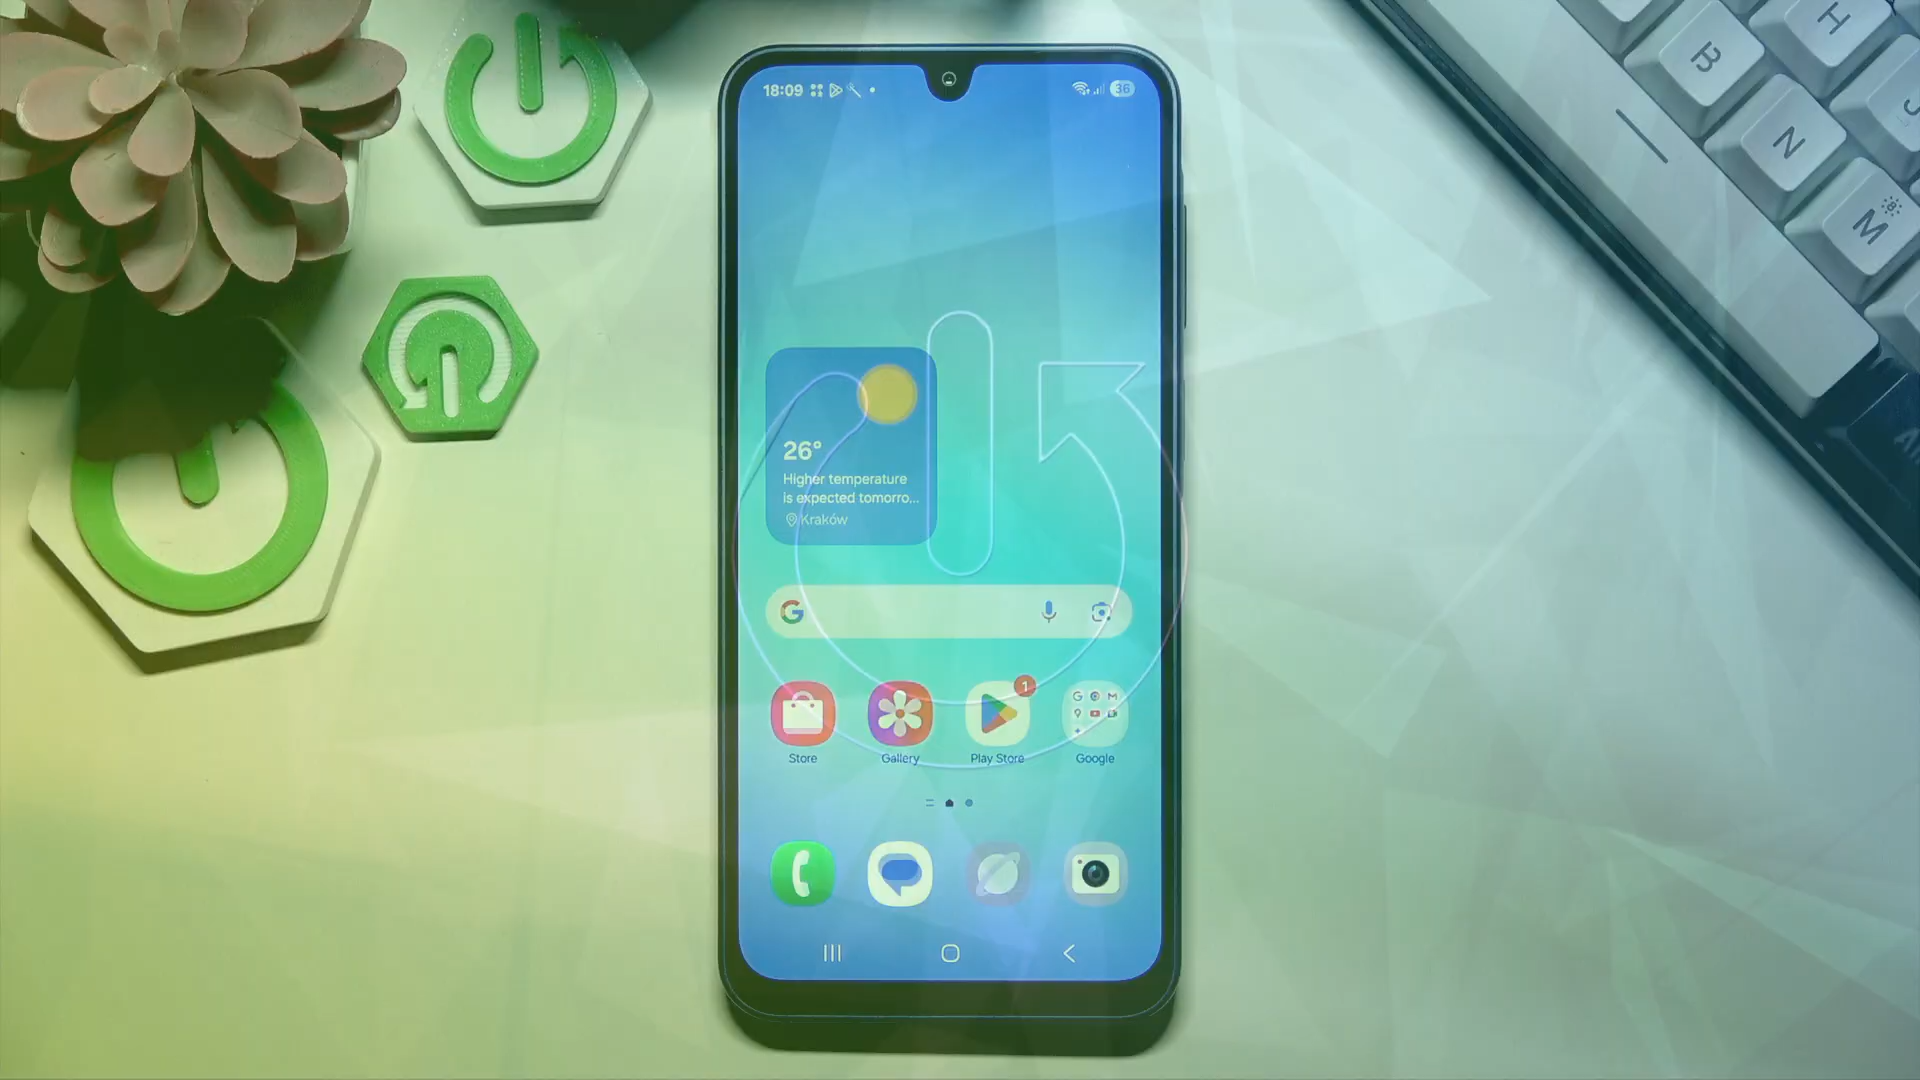 18:09
36
26°
Higher temperature
is expected tomorro...
Kraków
1
Store
Gallery
Play Store
Google
H
B
N
M